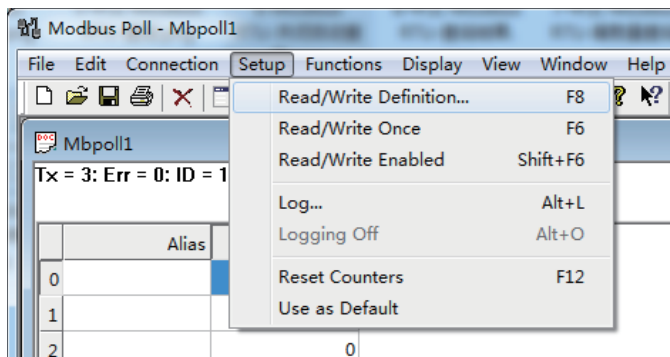 Modbus Poll - Mbpoll1
File Edit Connection Setup Functions Display View Window Help
Read/Write Definition... F8
Read/Write Once F6
Read/Write Enabled Shift+F6
Log... Alt+L
Logging Off Alt+O
Reset Counters F12
Use as Default
Mbpoll1
Tx = 3: Err = 0: ID = 1
Alias
0
1
2 0